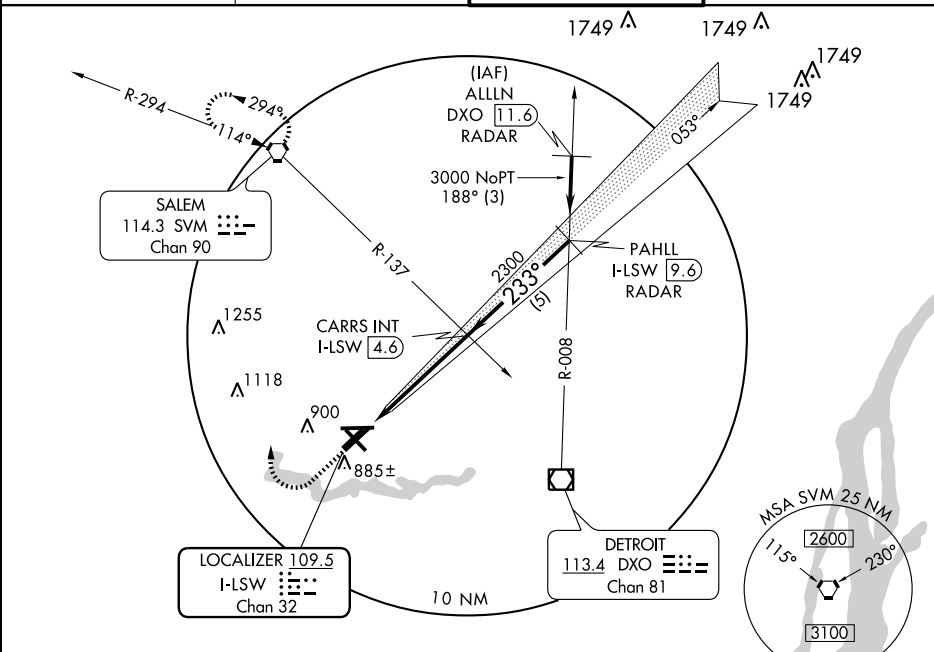 1749
1749
1749
1749
(IAF)
ALLLN
DXO 11.6
RADAR
3000 NoPT
188° (3)
R-294
294°
114°
053°
SALEM
114.3 SVM
Chan 90
R-137
2300
233°
(5)
PAHLL
I-LSW 9.6
RADAR
CARRS INT
I-LSW 4.6
R-008
1255
1118
900
885±
LOCALIZER 109.5
I-LSW
Chan 32
10 NM
DETROIT
113.4 DXO
Chan 81
MSA SVM 25 NM
115°
2600
230°
3100